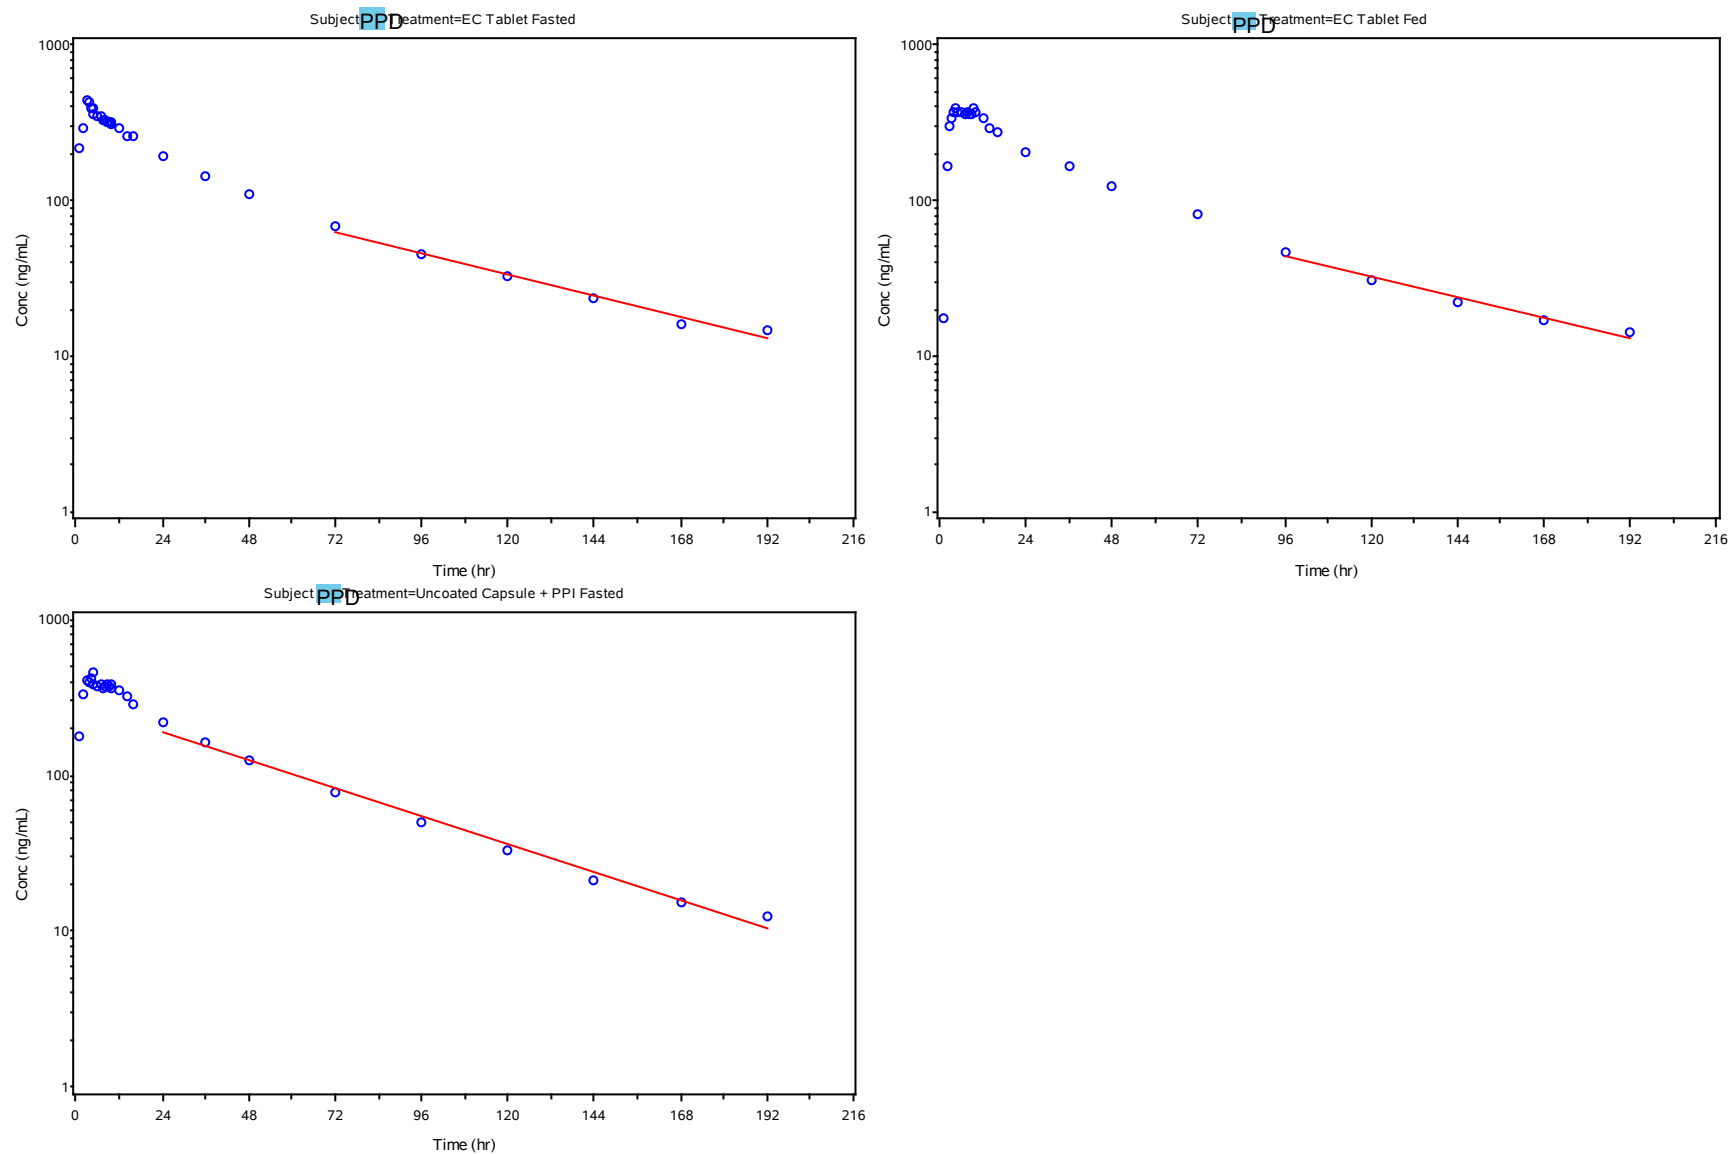 Subject PPD Treatment=EC Tablet Fasted
1000
100
10
1
Conc (ng/mL)
0 24 48 72 96 120 144 168 192 216
Time (hr)
Subject PPD Treatment=EC Tablet Fed
1000
100
10
1
Conc (ng/mL)
0 24 48 72 96 120 144 168 192 216
Time (hr)
Subject PPD Treatment=Uncoated Capsule + PPI Fasted
1000
100
10
1
Conc (ng/mL)
0 24 48 72 96 120 144 168 192 216
Time (hr)